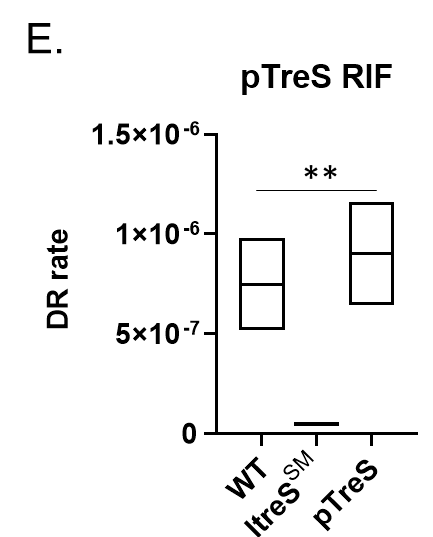 E.
pTreS RIF
1.5×10⁻⁶
**
1×10⁻⁶
DR rate
5×10⁻⁷
0
WT
ltreSˢᴹ
pTreS